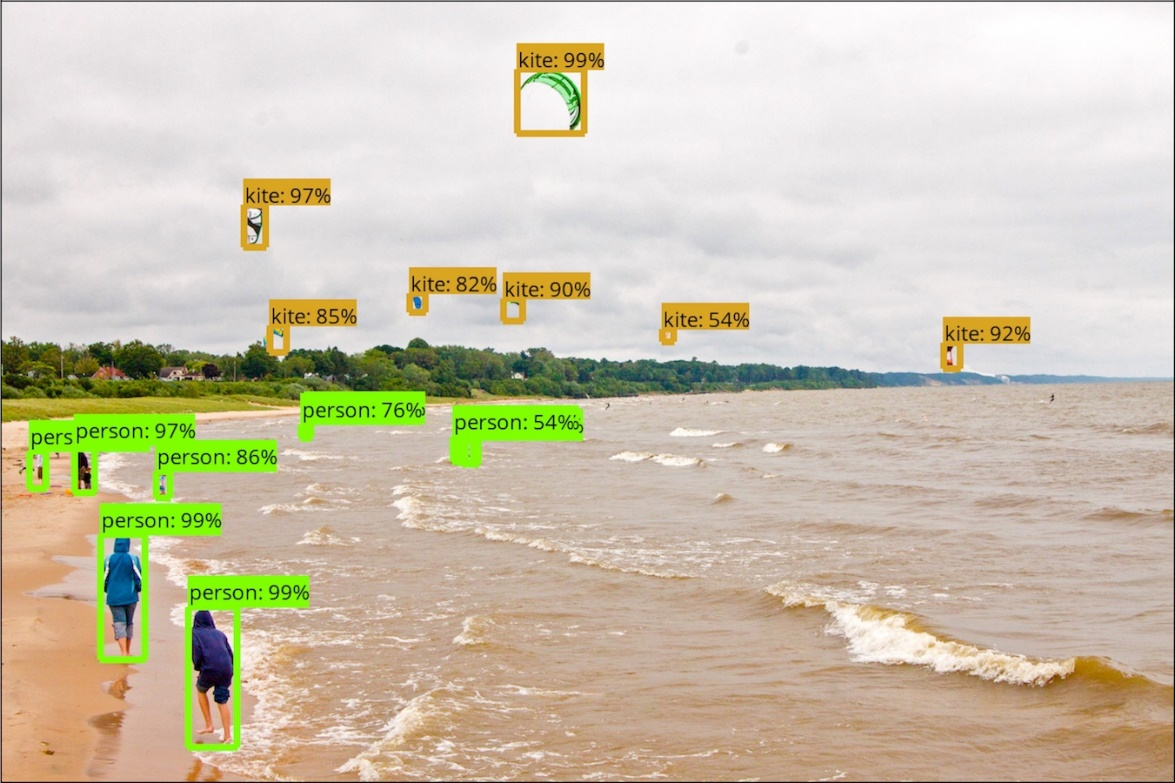 kite: 99%
kite: 97%
kite: 82%
kite: 90%
kite: 85%
kite: 54%
kite: 92%
person: 76%
person: 54%
pers
person: 97%
person: 86%
person: 99%
person: 99%